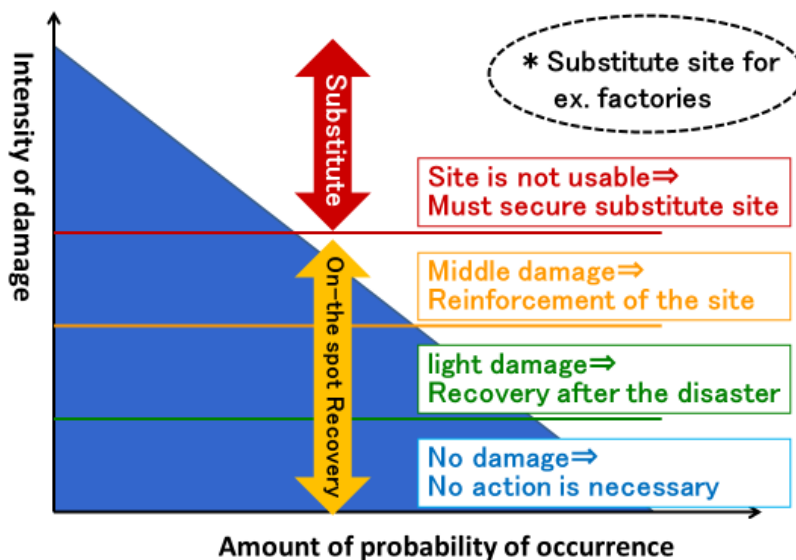 Intensity
of damage
Substitute
* Substitute site for
ex. factories
Site is not usable⇒
Must secure substitute site
On-the spot Recovery
Middle damage⇒
Reinforcement of the site
light damage⇒
Recovery after the disaster
No damage⇒
No action is necessary
Amount of probability of occurrence